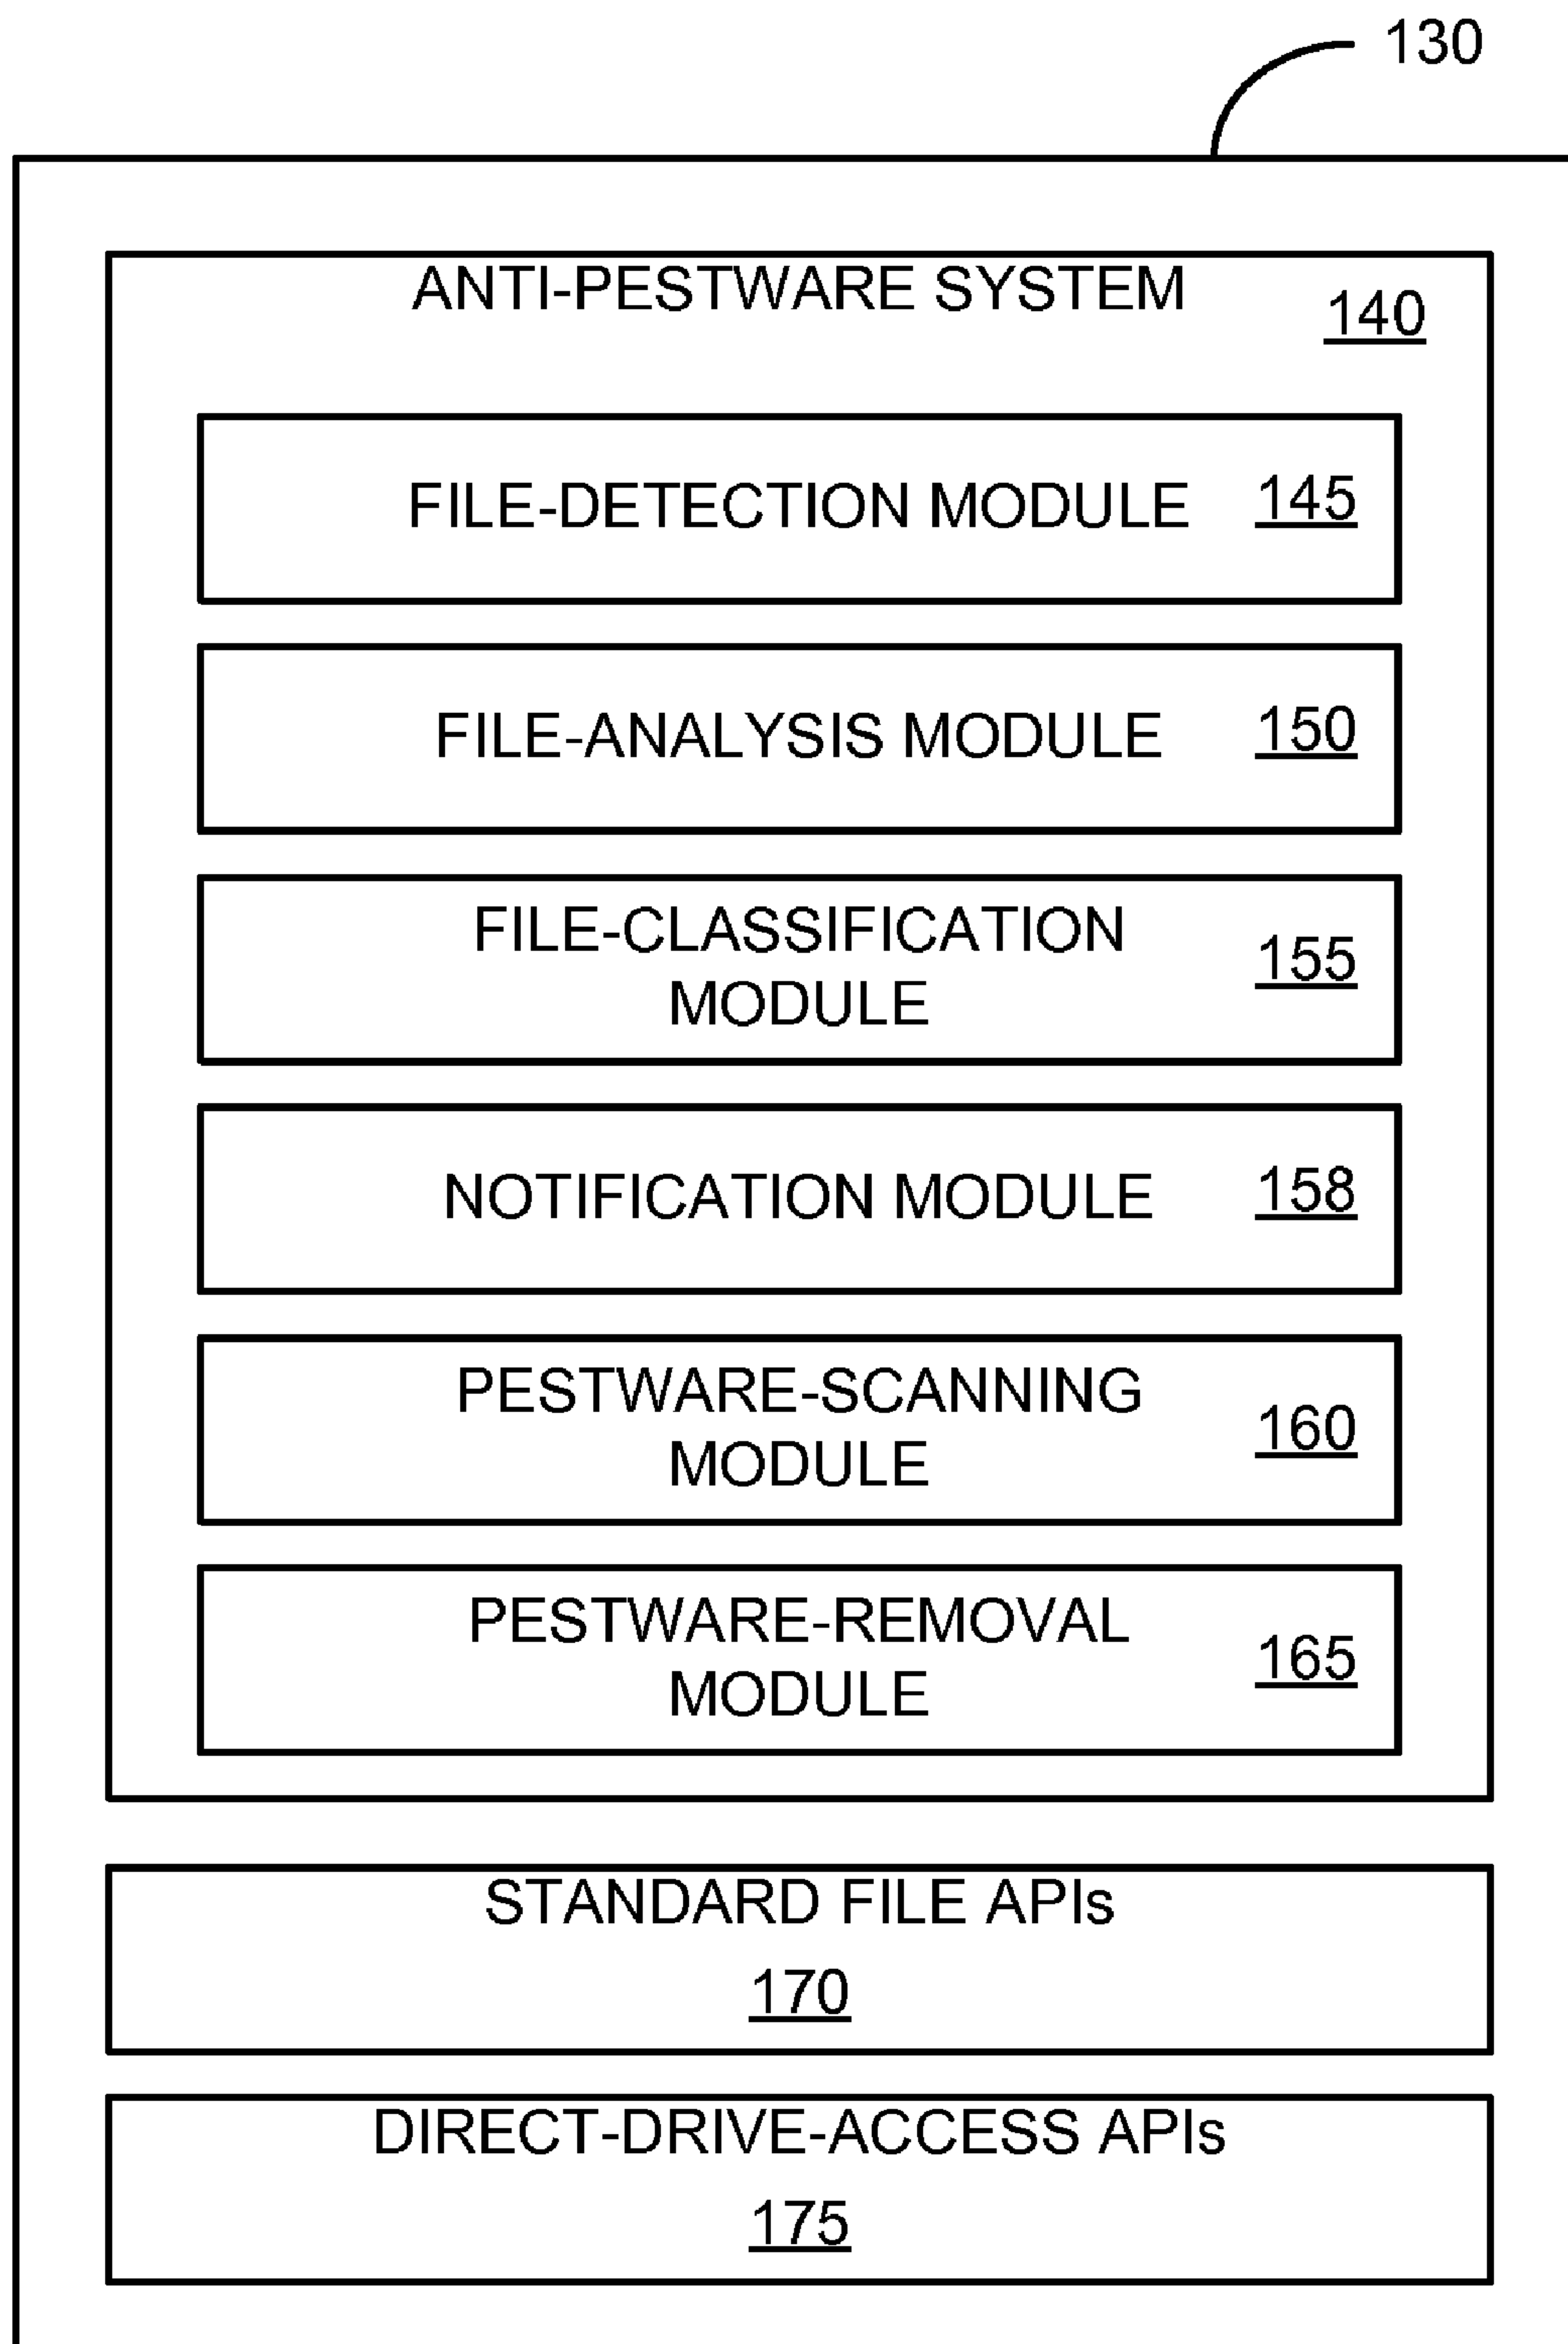 130
ANTI-PESTWARE SYSTEM
140
FILE-DETECTION MODULE
145
FILE-ANALYSIS MODULE
150
FILE-CLASSIFICATION
MODULE
155
NOTIFICATION MODULE
158
PESTWARE-SCANNING
MODULE
160
PESTWARE-REMOVAL
MODULE
165
STANDARD FILE APIs
170
DIRECT-DRIVE-ACCESS APIs
175